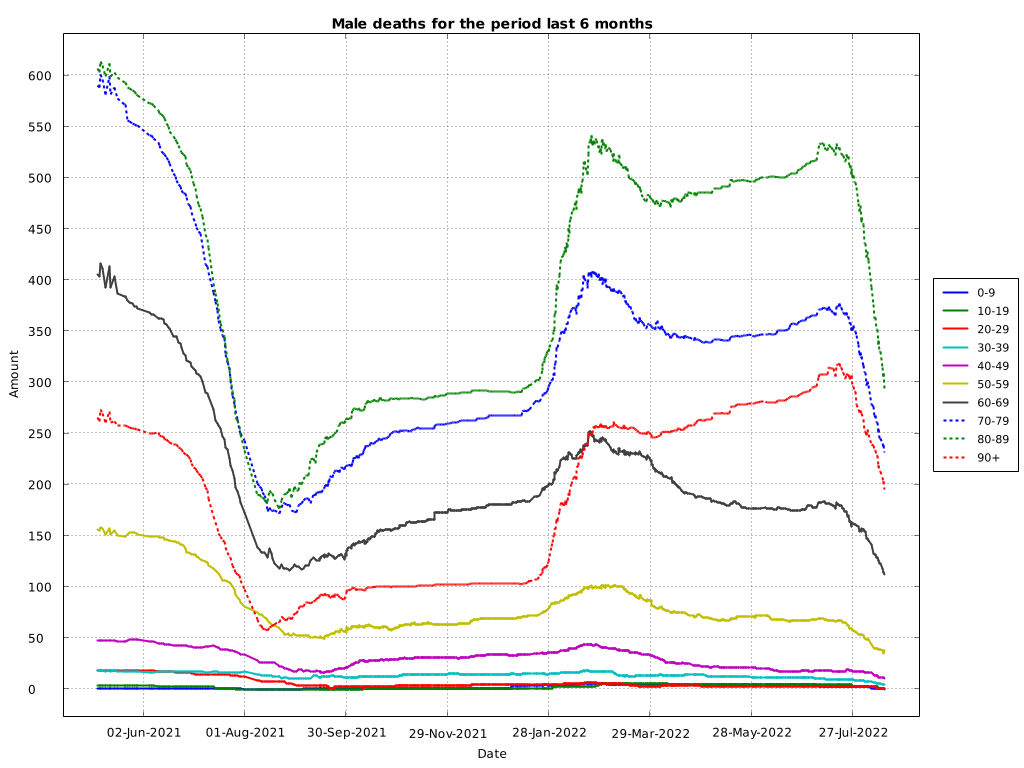 Male deaths for the period last 6 months
Amount
600
550
500
450
400
350
300
250
200
150
100
50
0
02-Jun-2021
01-Aug-2021
30-Sep-2021
29-Nov-2021
28-Jan-2022
29-Mar-2022
28-May-2022
27-Jul-2022
Date
0-9
10-19
20-29
30-39
40-49
50-59
60-69
70-79
80-89
90+